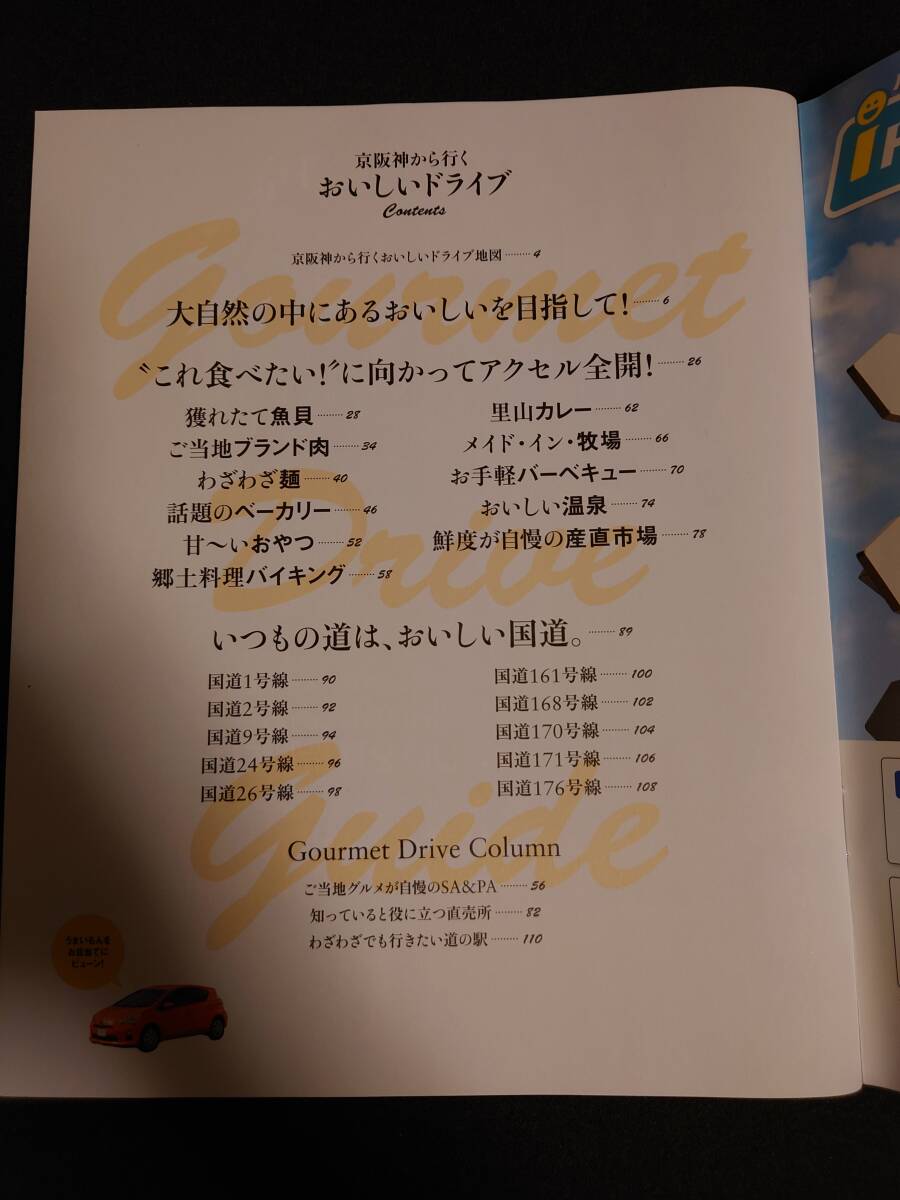 京阪神から行く
おいしいドライブ
Contents
京阪神から行くおいしいドライブ地図………4
大自然の中にあるおいしいを目指して!………6
〝これ食べたい!〞に向かってアクセル全開!………26
獲れたて魚貝………28
ご当地ブランド肉………34
わざわざ麺………40
話題のベーカリー………46
甘〜いおやつ………52
郷土料理バイキング………58
里山カレー………62
メイド・イン・牧場………66
お手軽バーベキュー………70
おいしい温泉………74
鮮度が自慢の産直市場………78
いつもの道は、おいしい国道。………89
国道1号線………90
国道2号線………92
国道9号線………94
国道24号線………96
国道26号線………98
国道161号線………100
国道168号線………102
国道170号線………104
国道171号線………106
国道176号線………108
Gourmet Drive Column
ご当地グルメが自慢のSA&PA………56
知っていると役に立つ直売所………82
わざわざでも行きたい道の駅………110
Gourmet
Drive
Guide
うまいもんを
お目当てに
ビューン!